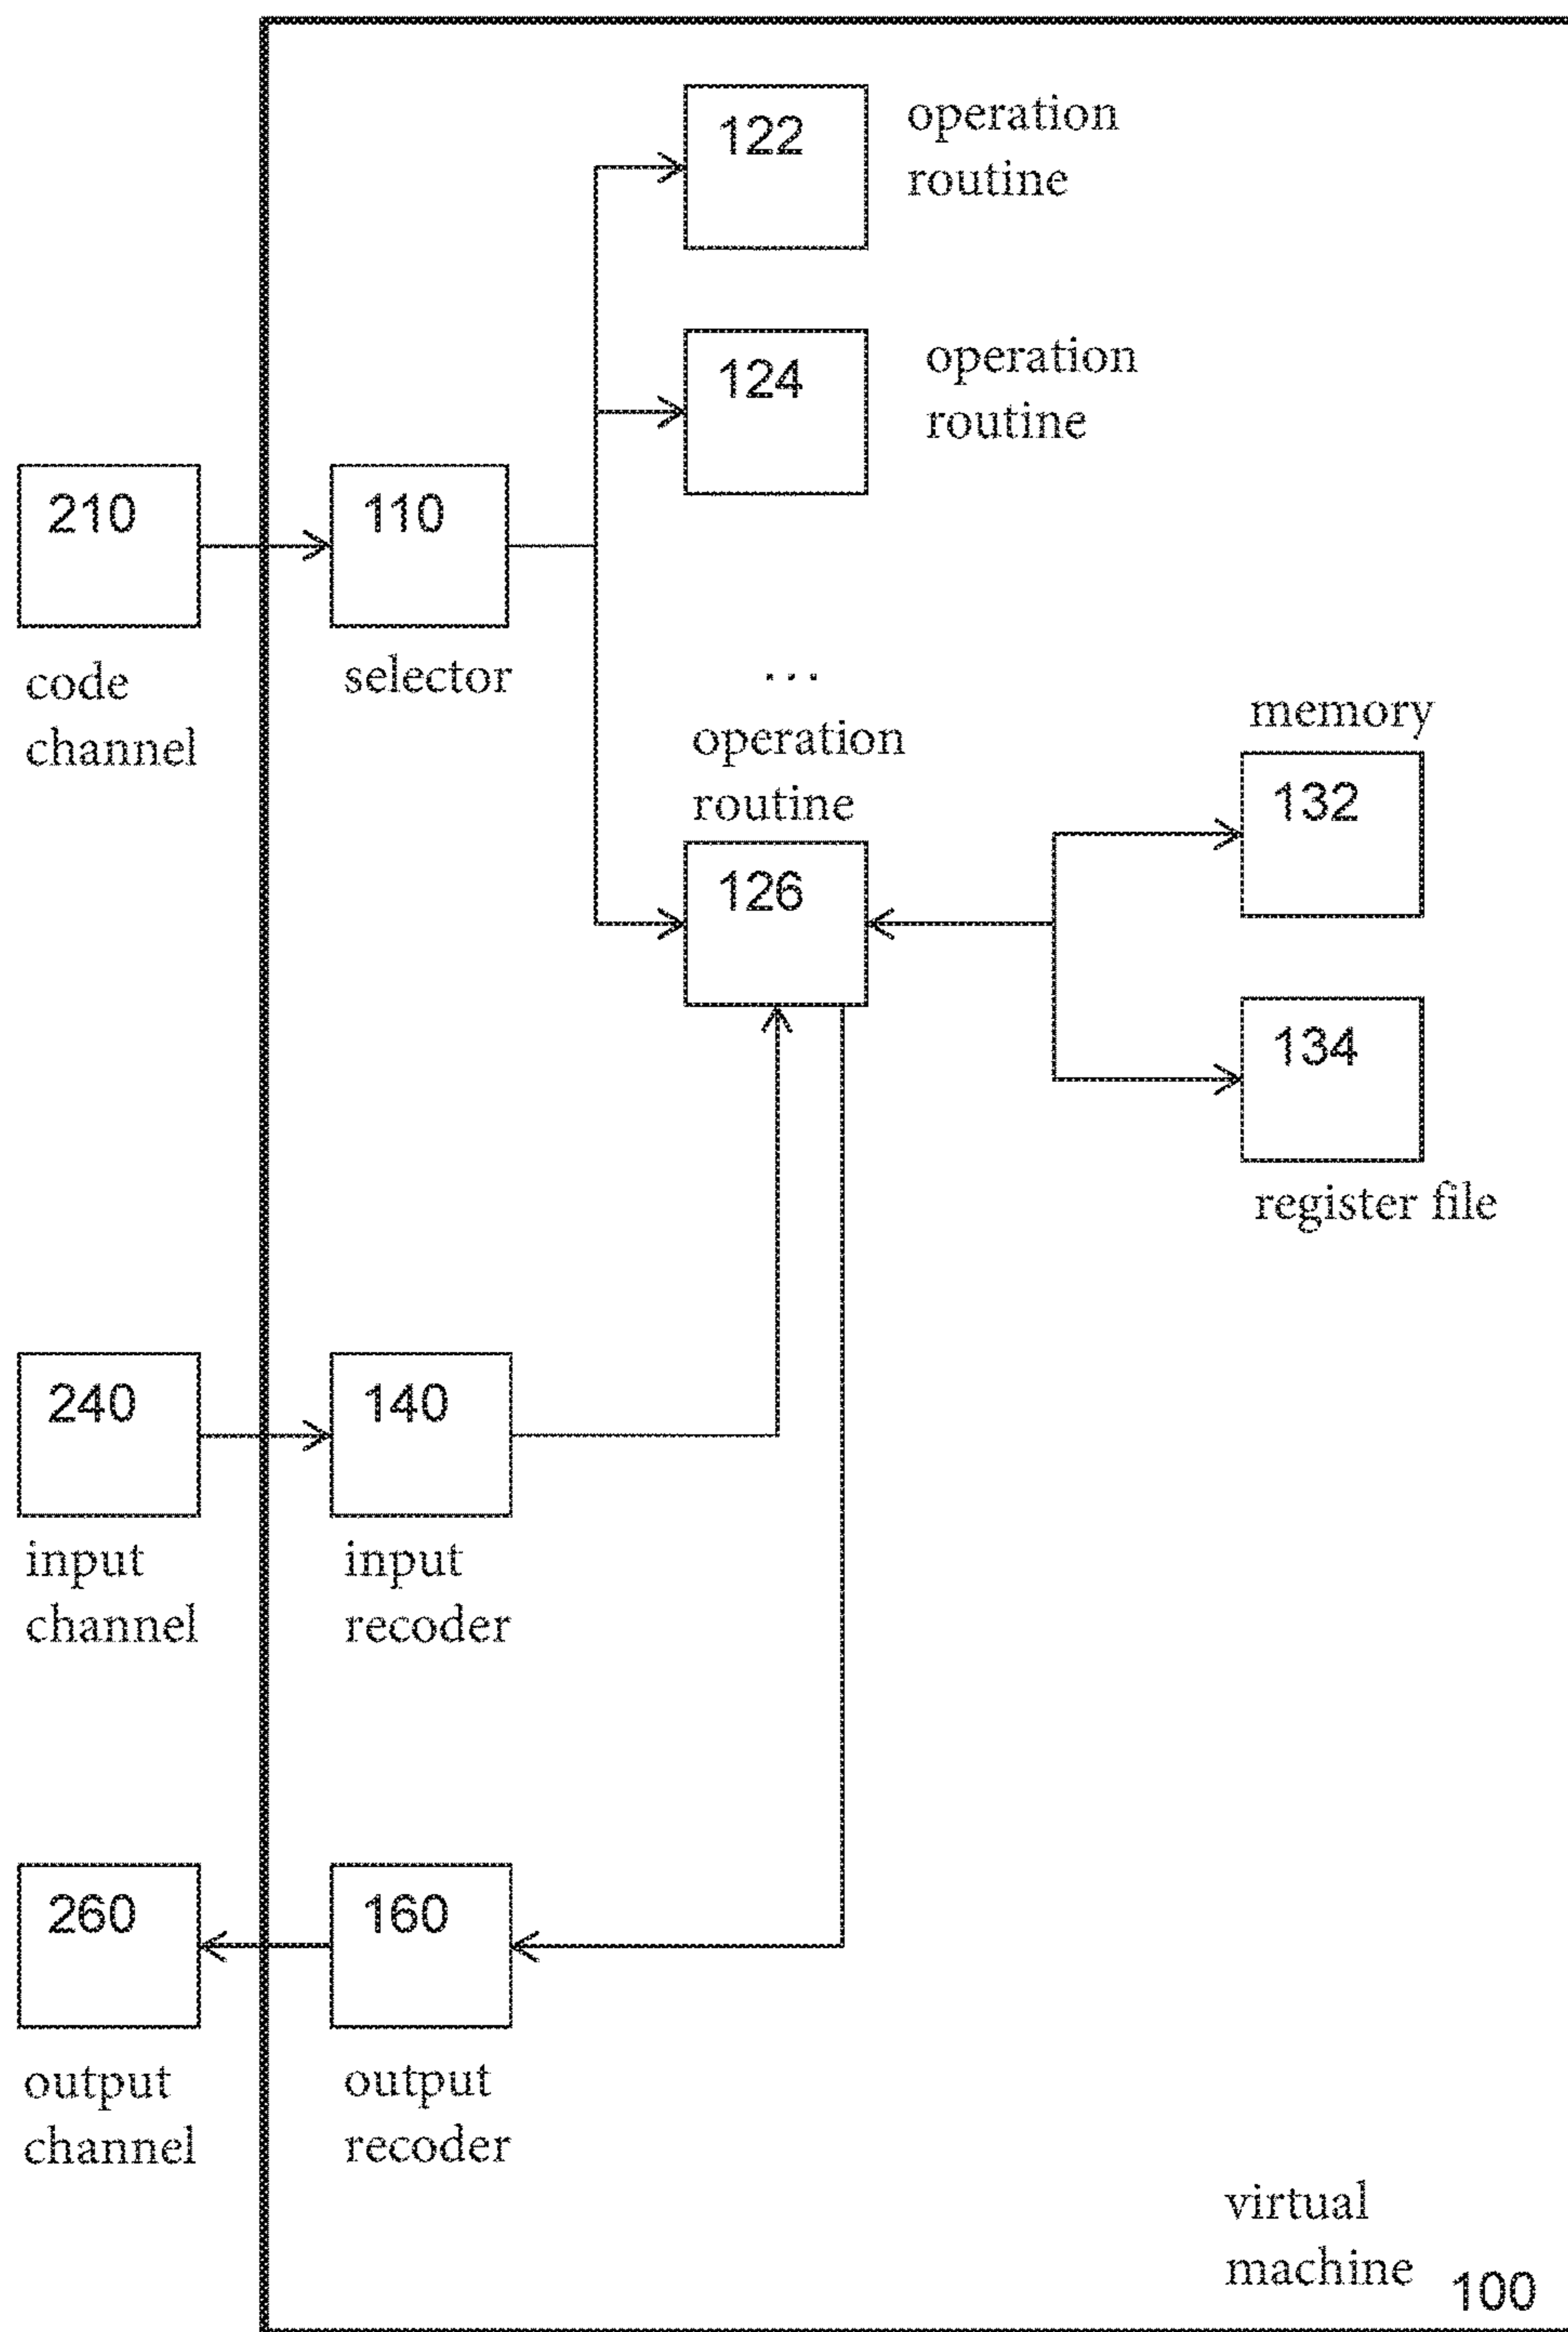 122
operation
routine
124
operation
routine
210
110
code
channel
selector
...
operation
routine
126
memory
132
134
register file
240
140
input
channel
input
recoder
260
160
output
channel
output
recoder
virtual
machine
100